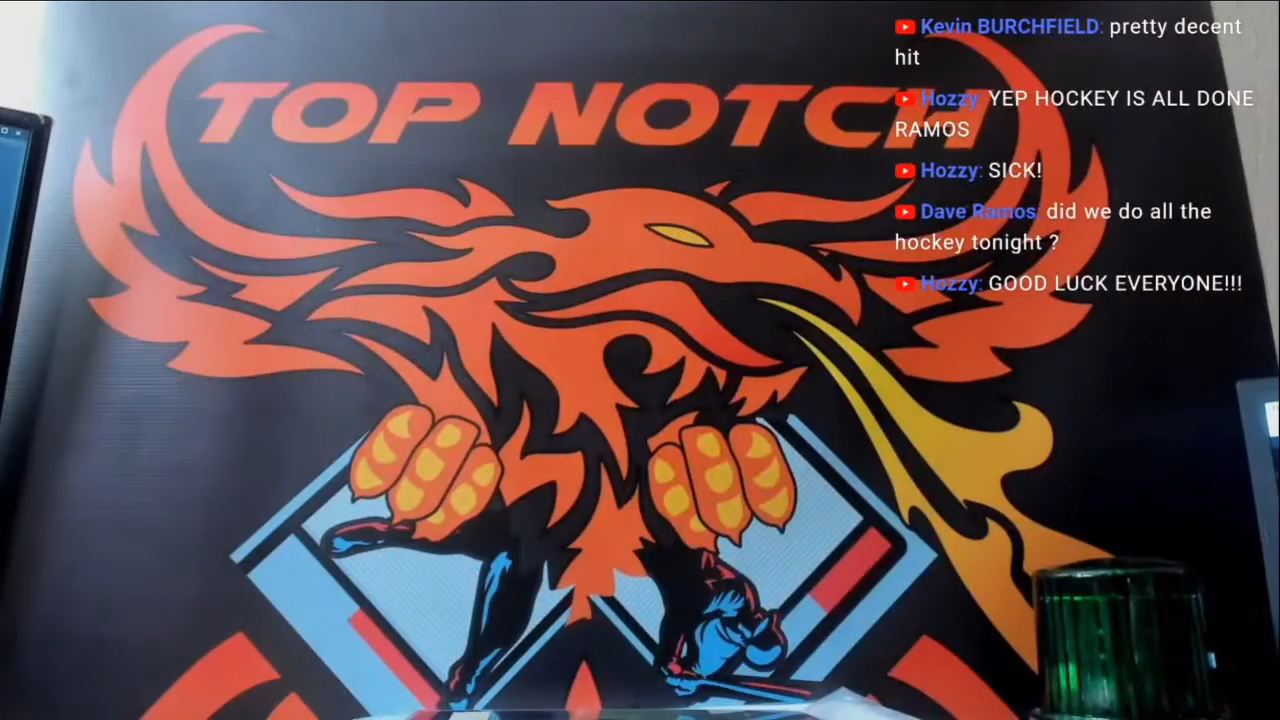 TOP NOTCH
Kevin BURCHFIELD: pretty decent
hit
Hozzy: YEP HOCKEY IS ALL DONE
RAMOS
Hozzy: SICK!
Dave Ramos: did we do all the
hockey tonight ?
Hozzy: GOOD LUCK EVERYONE!!!